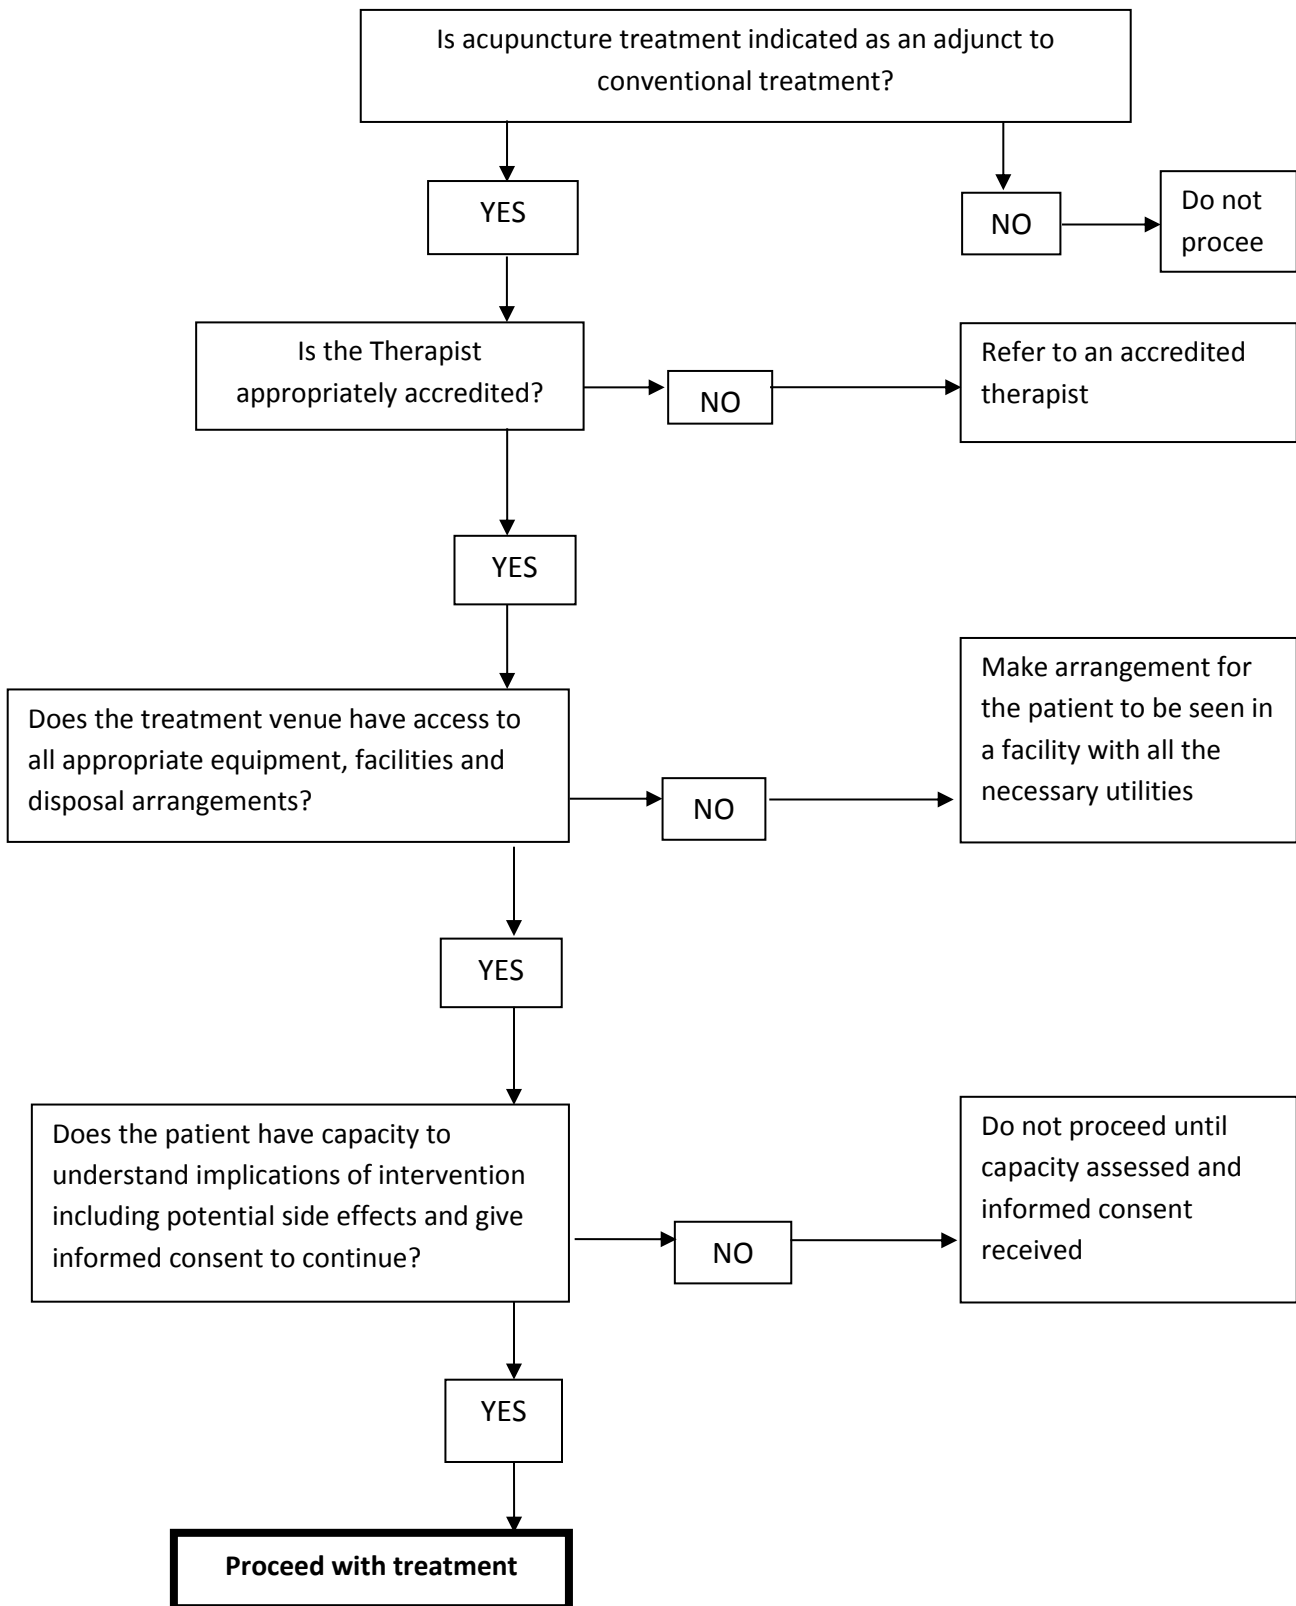 Is acupuncture treatment indicated as an adjunct to
conventional treatment?
YES
NO
Do not
procee
Is the Therapist
appropriately accredited?
NO
Refer to an accredited
therapist
YES
Does the treatment venue have access to
all appropriate equipment, facilities and
disposal arrangements?
NO
Make arrangement for
the patient to be seen in
a facility with all the
necessary utilities
YES
Does the patient have capacity to
understand implications of intervention
including potential side effects and give
informed consent to continue?
NO
Do not proceed until
capacity assessed and
informed consent
received
YES
Proceed with treatment